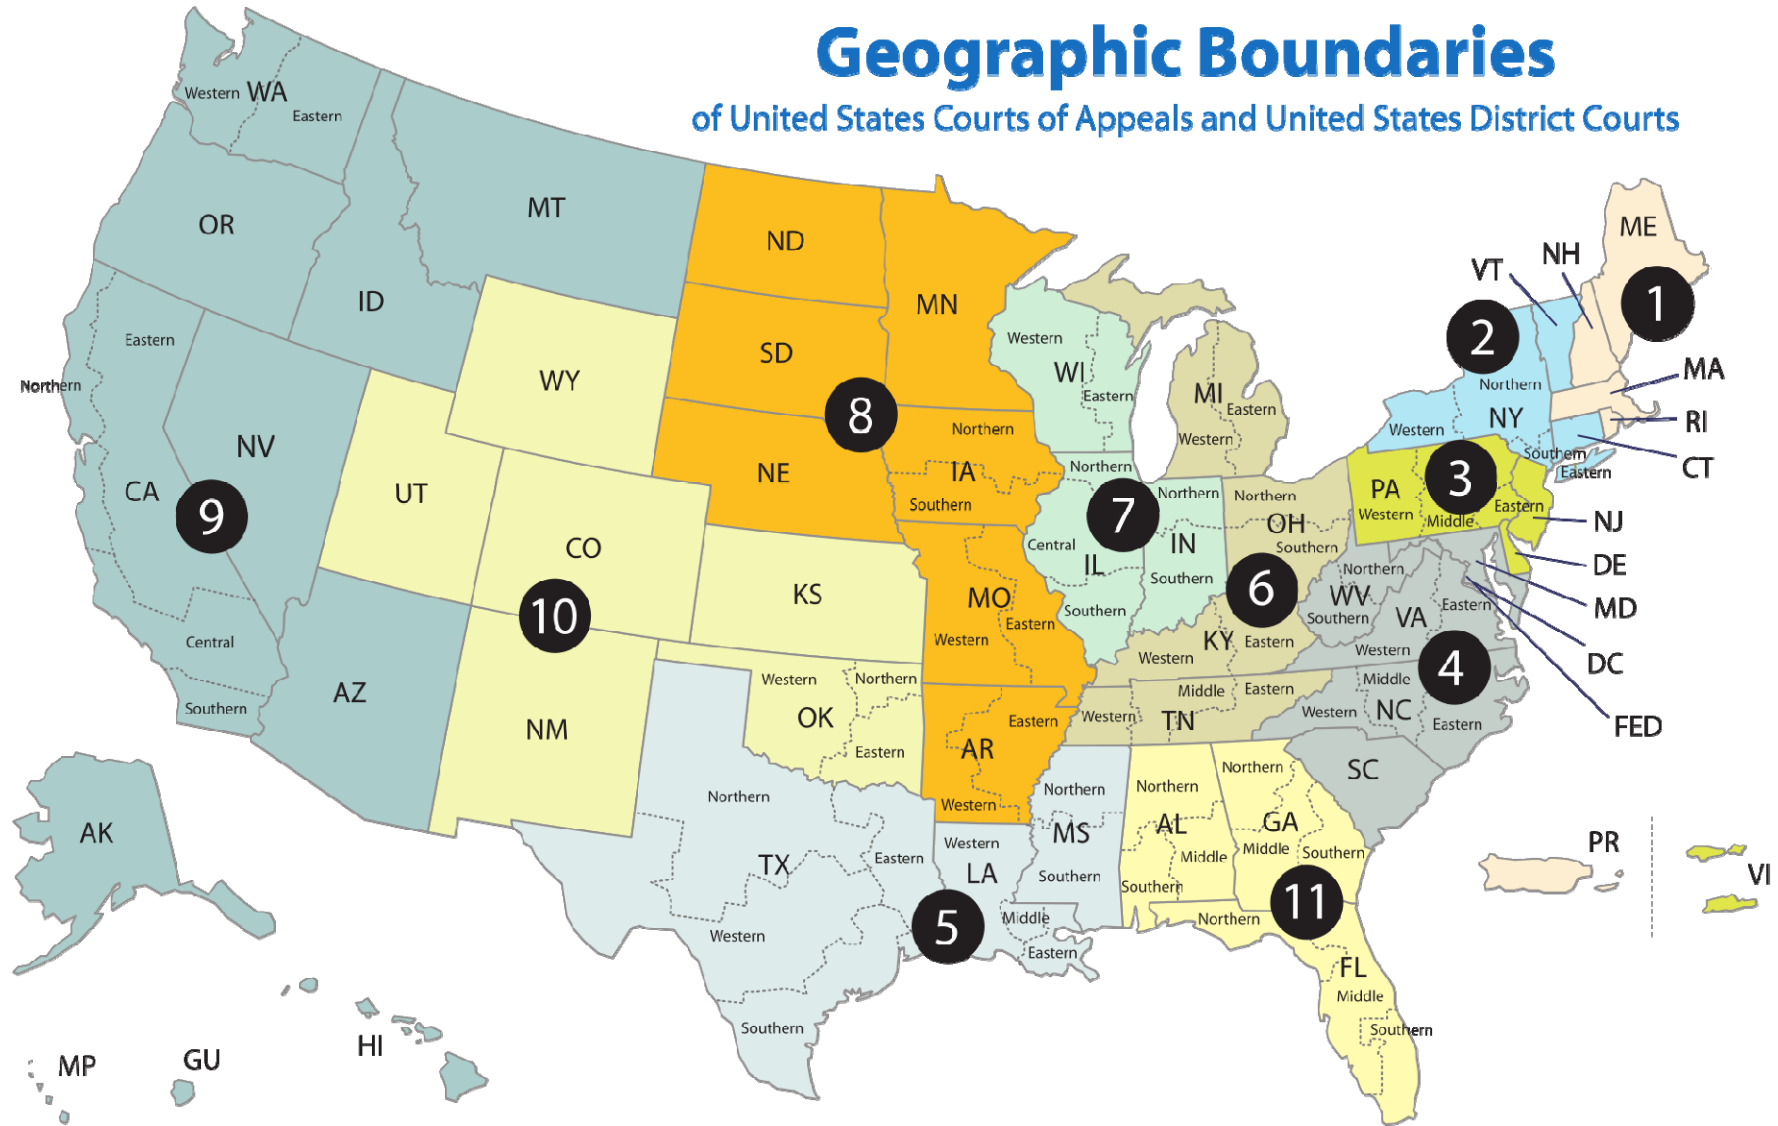 Geographic Boundaries
of United States Courts of Appeals and United States District Courts
Western WA
Eastern
OR
ID
MT
ND
MN
SD
8
NE
Northern
IA
Southern
MO
Eastern
Western
AR
Eastern
Western
Northern
Eastern
CA
NV
9
Central
Southern
AZ
WY
UT
CO
10
KS
NM
Western
Northern
OK
Eastern
Western
WI
Eastern
Northern
7
Central
IL
Southern
Northern
IN
Southern
MI
Eastern
Western
Northern
OH
Southern
6
KY
Western
Eastern
Western
Middle
Eastern
TN
ME
NH
VT
1
2
MA
RI
CT
Northern
NY
Western
Southern
Eastern
3
PA
Western
Middle
Eastern
NJ
DE
MD
DC
FED
Northern
WV
Southern
VA
Eastern
Western
4
Middle
Western
NC
Eastern
SC
Northern
TX
Eastern
Western
Southern
Western
LA
5
Middle
Eastern
Northern
MS
Southern
Northern
AL
Middle
Southern
Northern
GA
Middle
Southern
11
Northern
FL
Middle
Southern
AK
HI
MP
GU
PR
VI